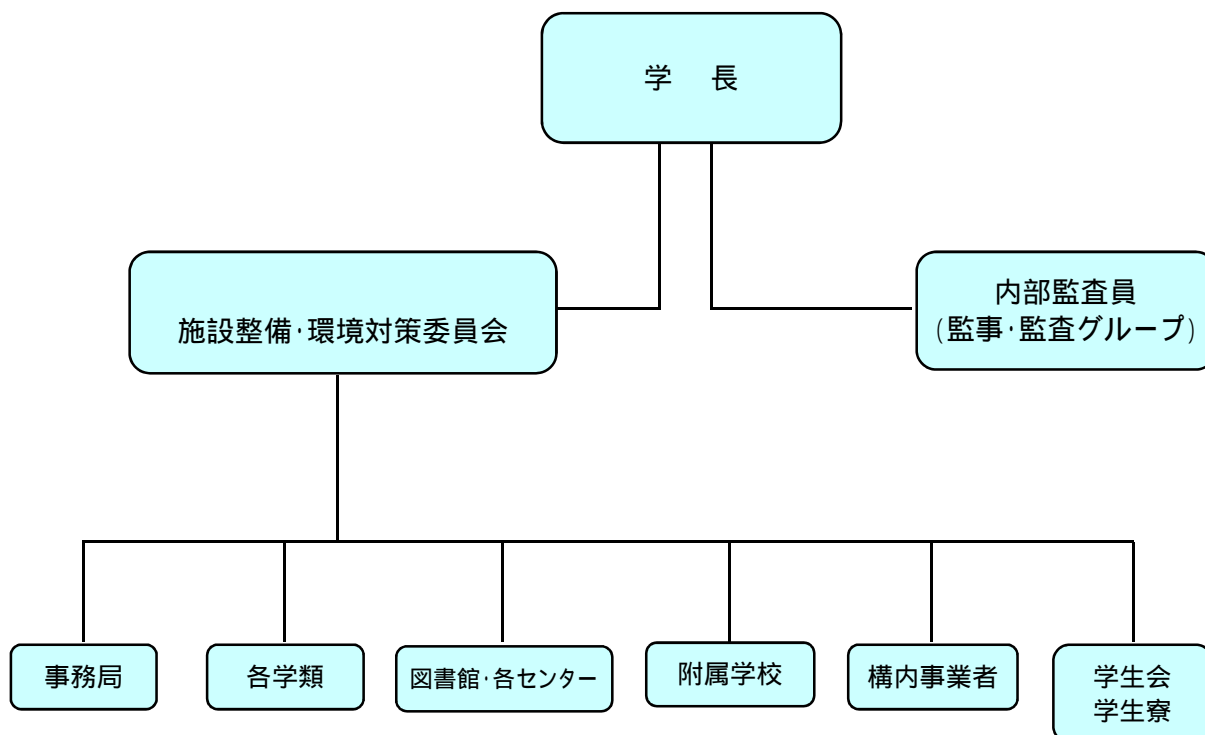 学 長
施設整備・環境対策委員会
内部監査員
(監事・監査グループ)
事務局
各学類
図書館・各センター
附属学校
構内事業者
学生会
学生寮